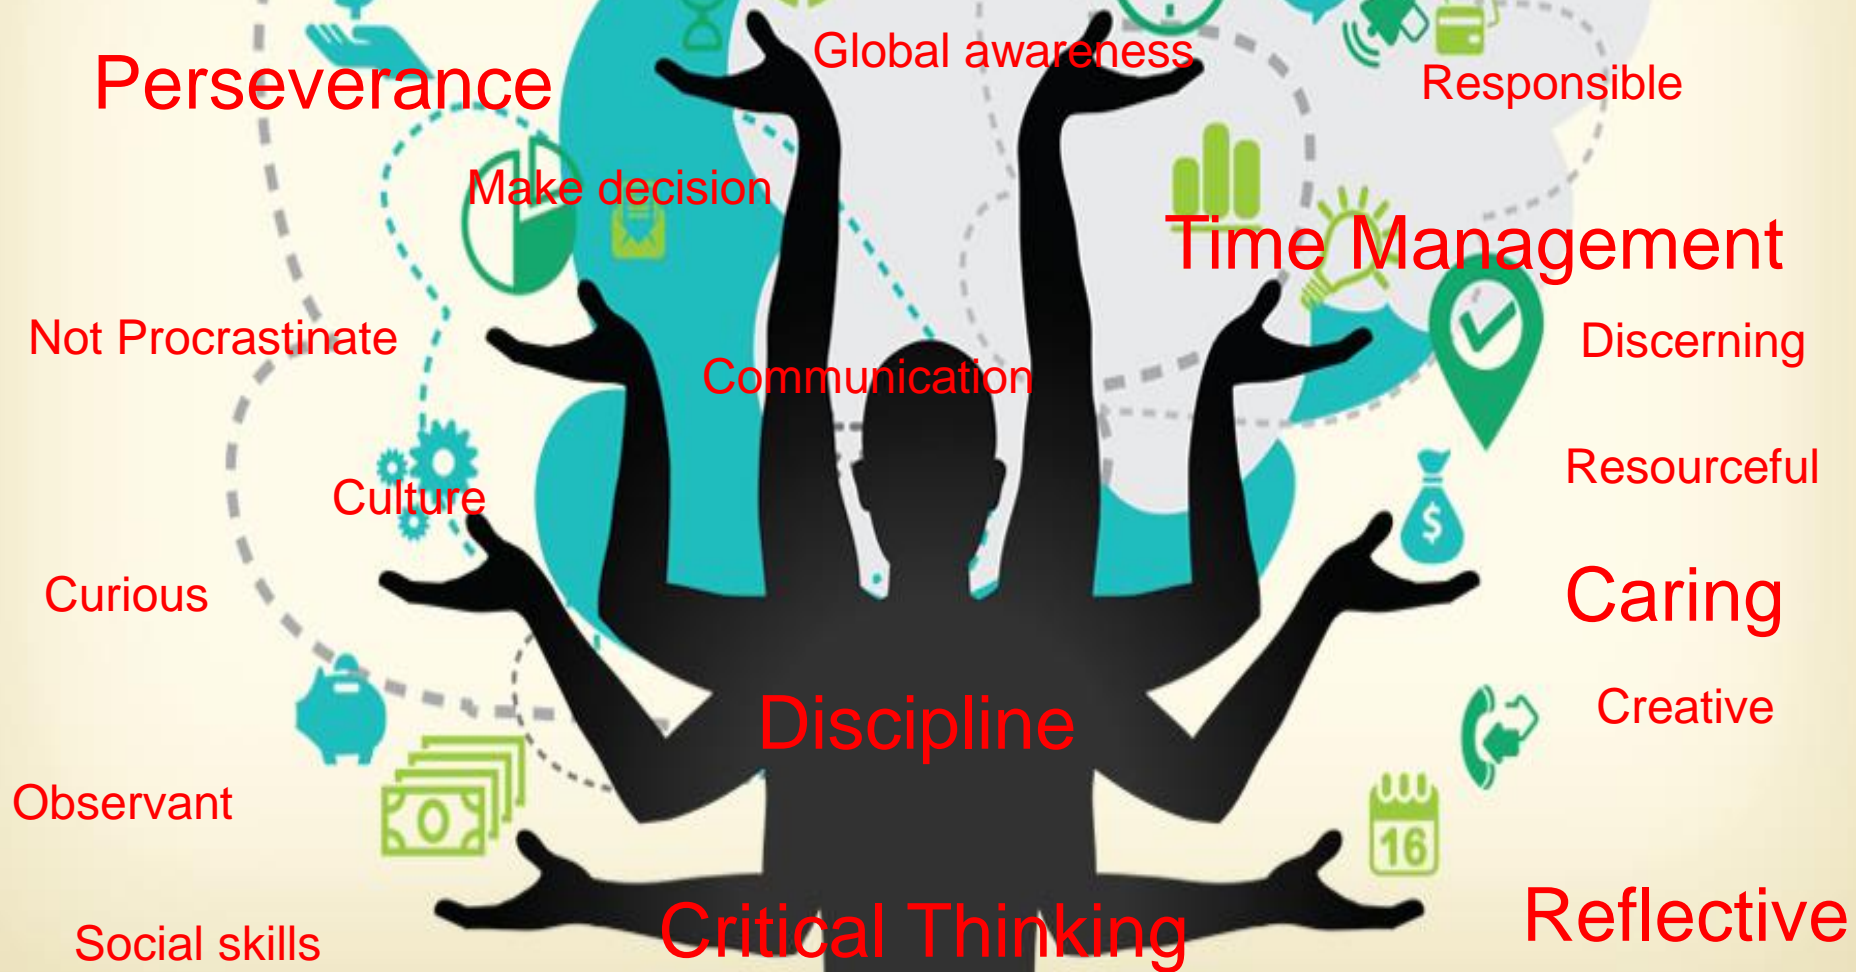 Global awareness
Perseverance
Responsible
Make decision
Time Management
Not Procrastinate
Discerning
Communication
Resourceful
Culture
$
Curious
Caring
Discipline
Creative
Observant
0
16
Critical Thinking
Reflective
Social skills